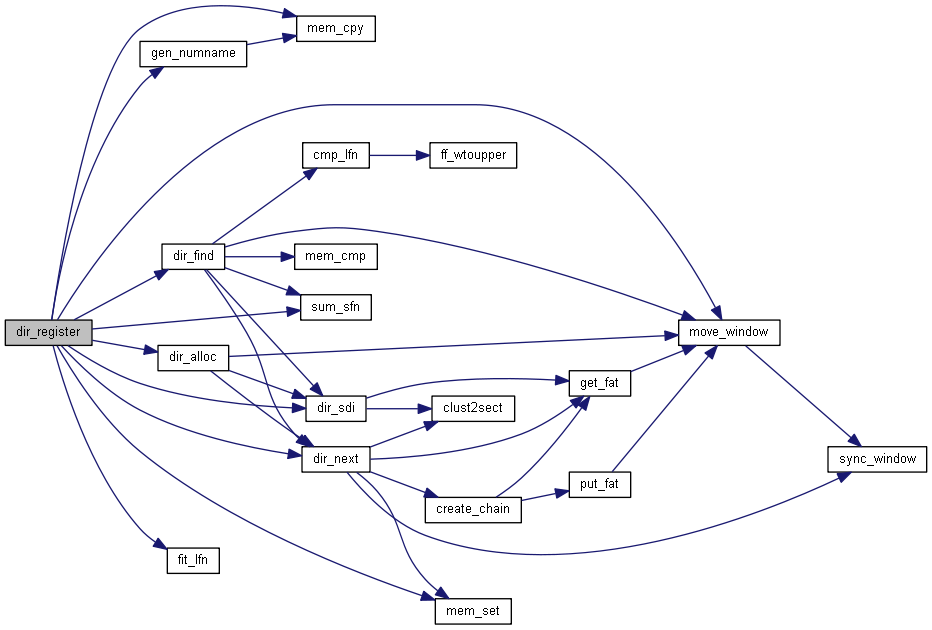 mem_cpy
gen_numname
cmp_lfn
ff_wtoupper
dir_find
mem_cmp
sum_sfn
dir_register
move_window
dir_alloc
get_fat
dir_sdi
clust2sect
dir_next
sync_window
put_fat
create_chain
fit_lfn
mem_set